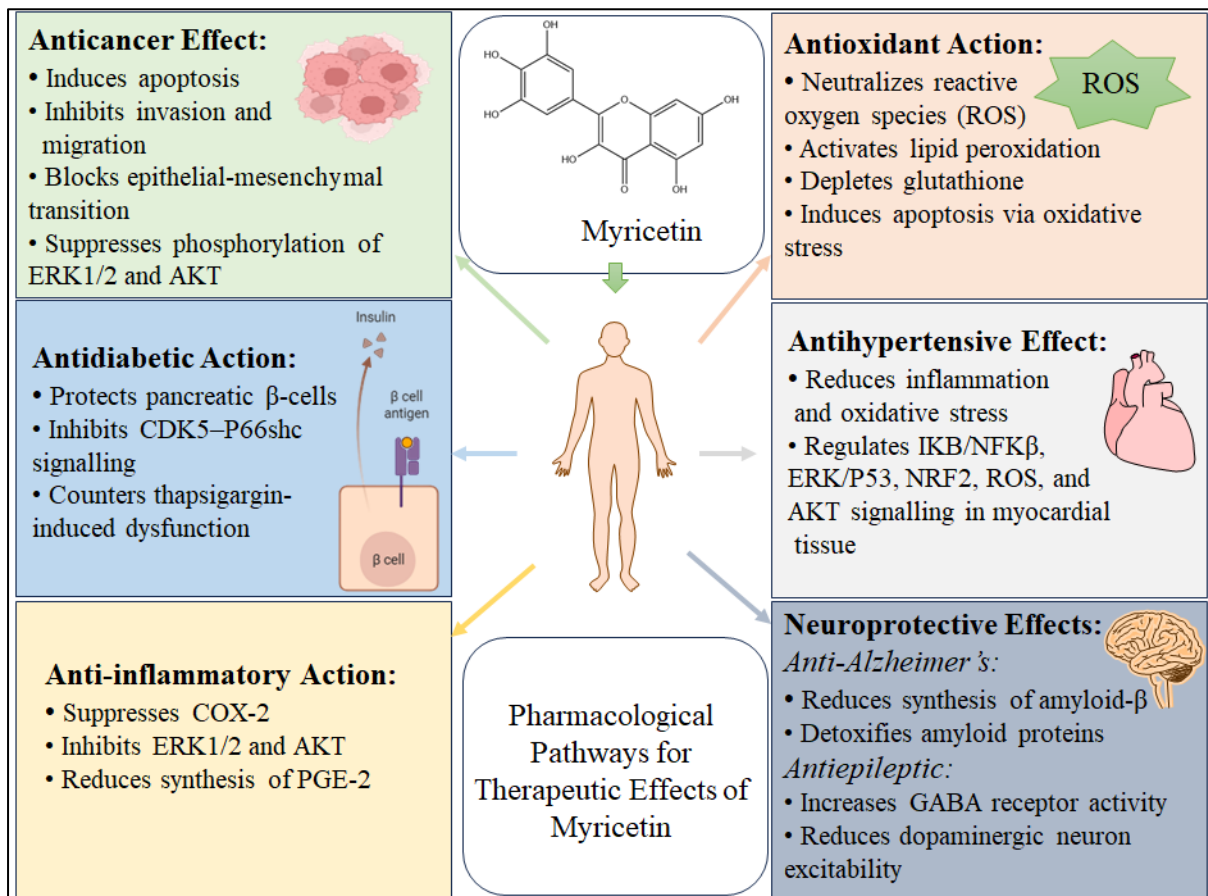 Anticancer Effect:
• Induces apoptosis
• Inhibits invasion and
migration
• Blocks epithelial-mesenchymal
transition
• Suppresses phosphorylation of
ERK1/2 and AKT
OH
HO
OH
HO
HO
O
OH
O
OH
Myricetin
Antioxidant Action:
• Neutralizes reactive
oxygen species (ROS)
• Activates lipid peroxidation
• Depletes glutathione
• Induces apoptosis via oxidative
stress
ROS
Antidiabetic Action:
• Protects pancreatic β-cells
• Inhibits CDK5–P66shc
signalling
• Counters thapsigargin-
induced dysfunction
Insulin
β cell
antigen
β cell
Antihypertensive Effect:
• Reduces inflammation
and oxidative stress
• Regulates IKB/NFKβ,
ERK/P53, NRF2, ROS, and
AKT signalling in myocardial
tissue
Anti-inflammatory Action:
• Suppresses COX-2
• Inhibits ERK1/2 and AKT
• Reduces synthesis of PGE-2
Pharmacological
Pathways for
Therapeutic Effects of
Myricetin
Neuroprotective Effects:
Anti-Alzheimer’s:
• Reduces synthesis of amyloid-β
• Detoxifies amyloid proteins
Antiepileptic:
• Increases GABA receptor activity
• Reduces dopaminergic neuron
excitability